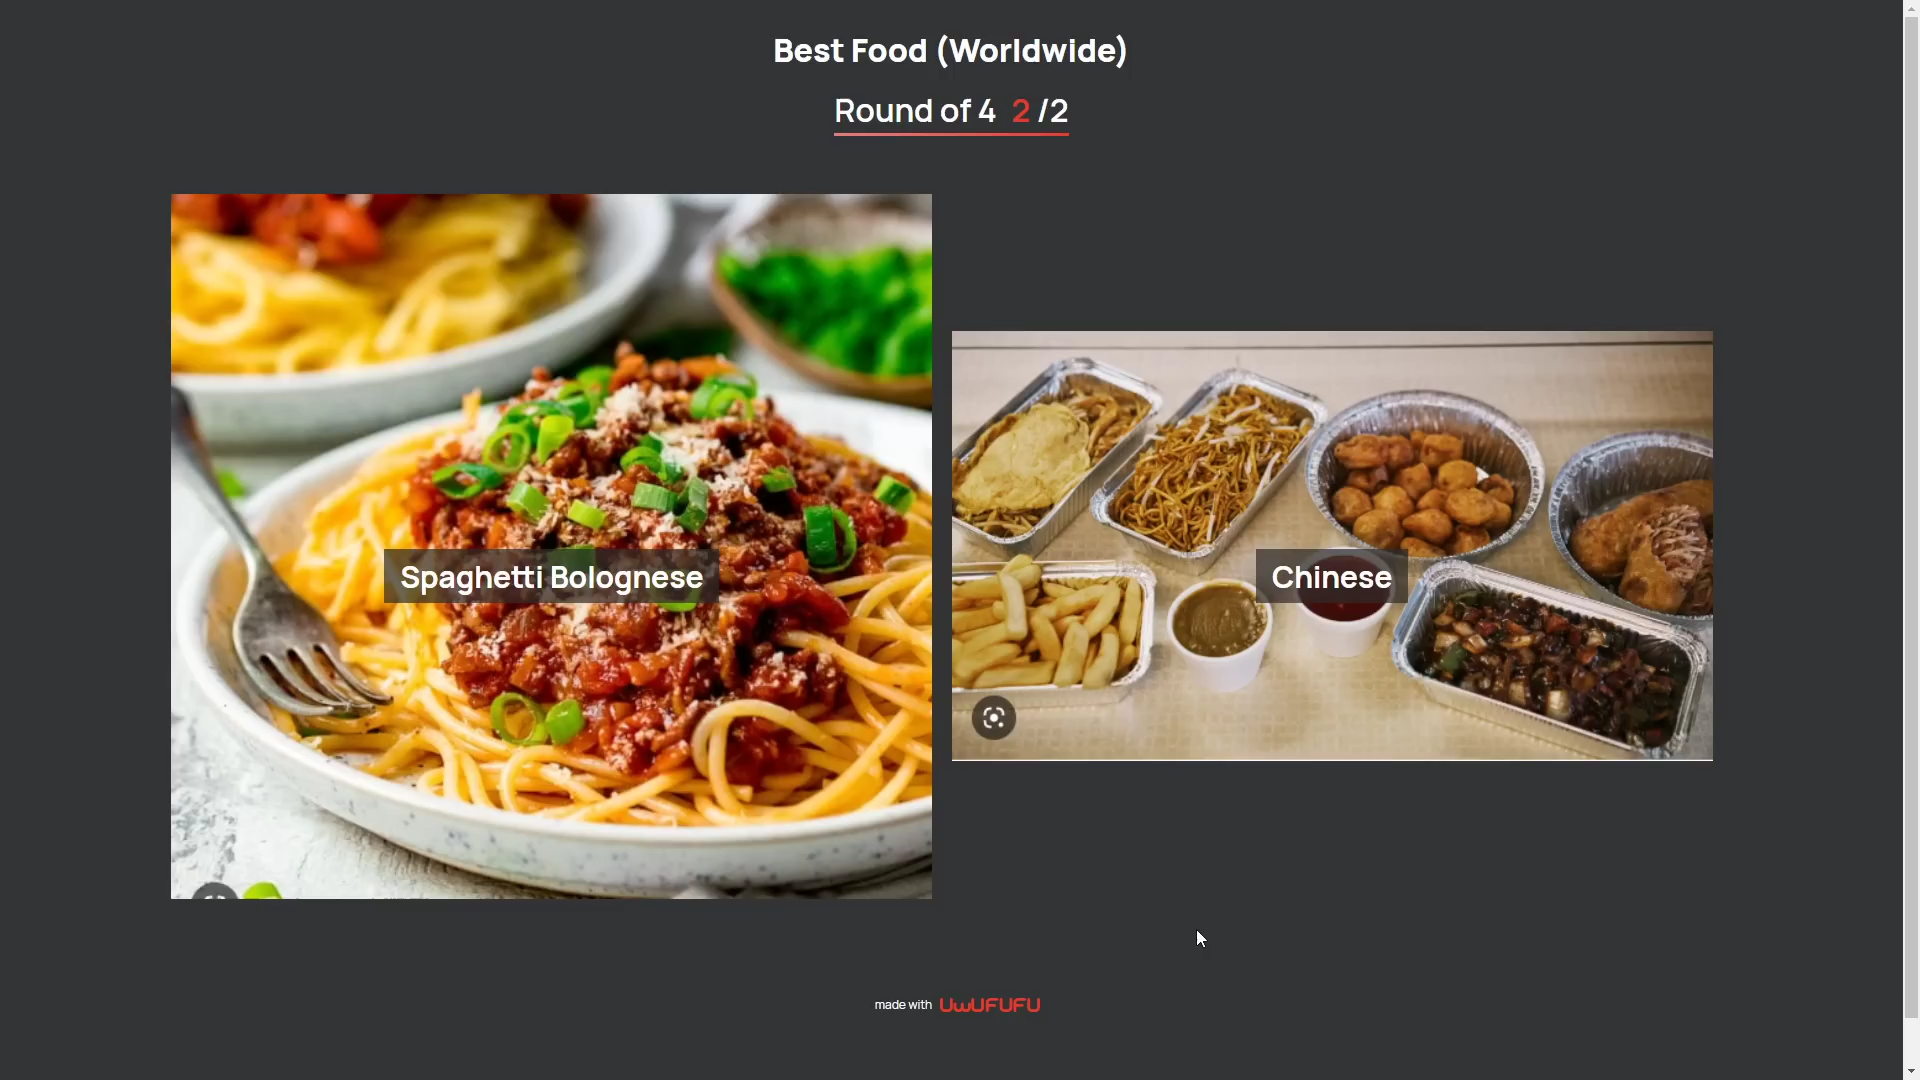 Best Food (Worldwide)
Round of 4 2 /2
Spaghetti Bolognese
Chinese
made with UwUFUFU